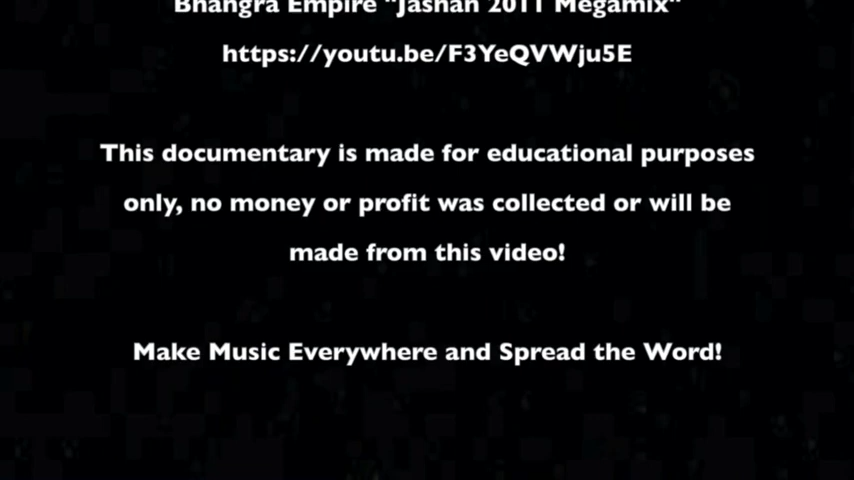 Bhangra Empire "Jashan 2011 Megamix"
https://youtu.be/F3YeQVWju5E
This documentary is made for educational purposes
only, no money or profit was collected or will be
made from this video!
Make Music Everywhere and Spread the Word!